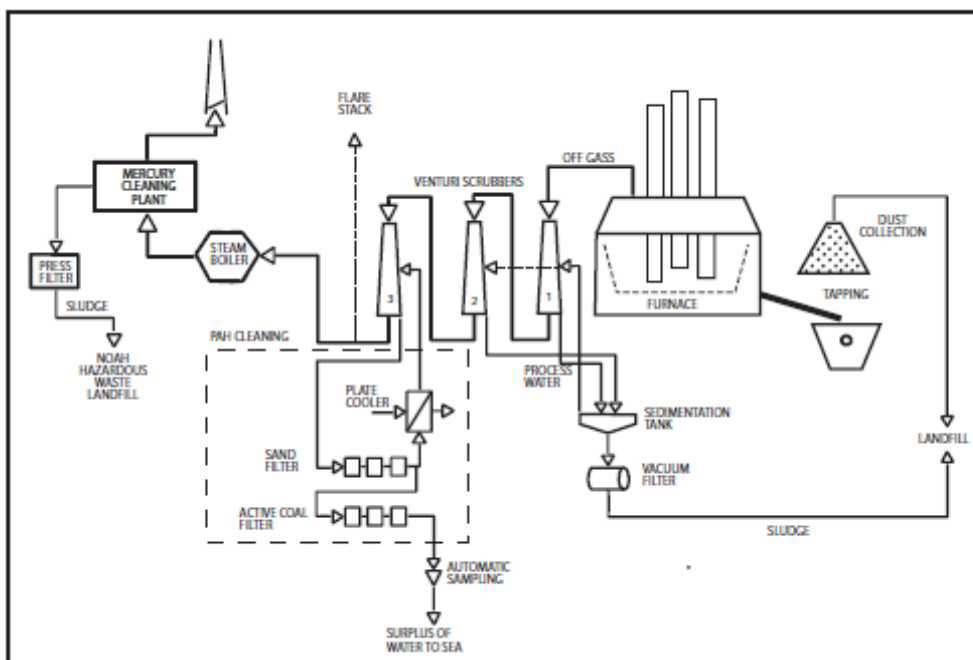 FLARE
STACK
OFF GASS
MERCURY
CLEANING
PLANT
VENTURI SCRUBBERS
DUST
COLLECTION
STEAM
BOILER
PRESS
FILTER
3
2
1
FURNACE
TAPPING
SLUDGE
PAH CLEANING
NOAH
HAZARDOUS
WASTE
LANDFILL
PROCESS
WATER
PLATE
COOLER
SEDIMENTATION
TANK
LANDFILL
SAND
FILTER
VACUUM
FILTER
ACTIVE COAL
FILTER
SLUDGE
AUTOMATIC
SAMPLING
SURPLUS OF
WATER TO SEA